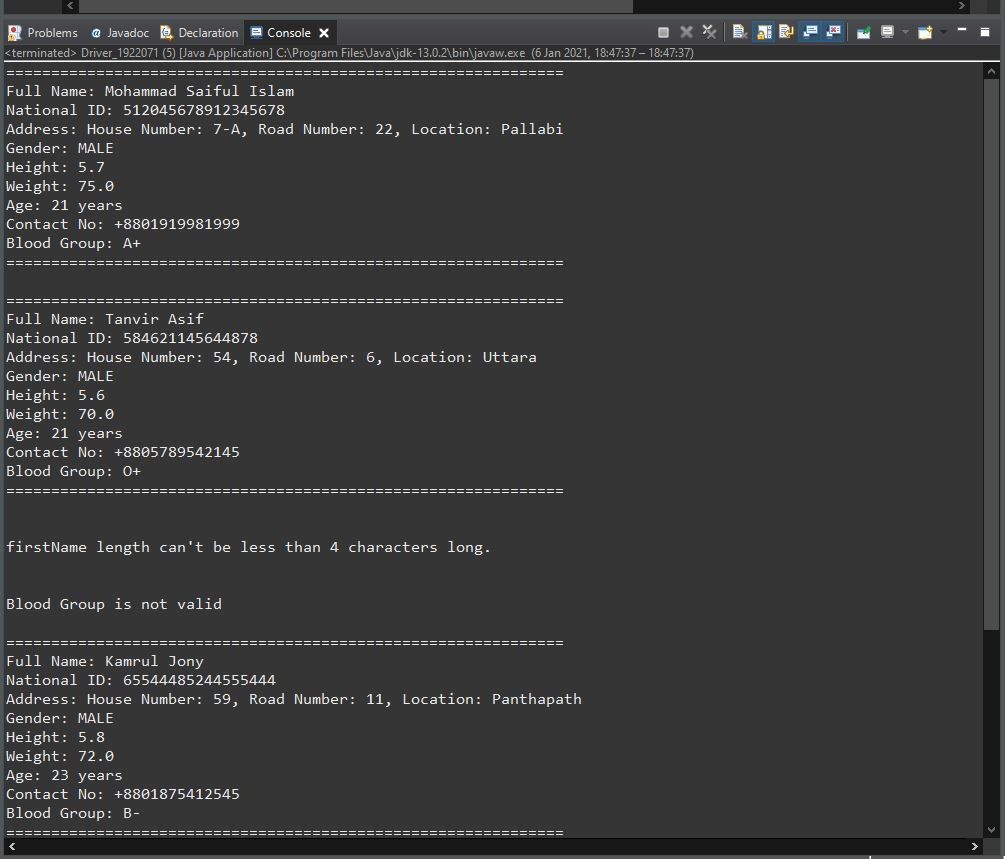 Problems Javadoc Declaration Console
<terminated> Driver_1922071 (5) [Java Application] C:\Program Files\Java\jdk-13.0.2\bin\javaw.exe (6 Jan 2021, 18:47:37 – 18:47:37)
==============================================================
Full Name: Mohammad Saiful Islam
National ID: 512045678912345678
Address: House Number: 7-A, Road Number: 22, Location: Pallabi
Gender: MALE
Height: 5.7
Weight: 75.0
Age: 21 years
Contact No: +8801919981999
Blood Group: A+
==============================================================
==============================================================
Full Name: Tanvir Asif
National ID: 584621145644878
Address: House Number: 54, Road Number: 6, Location: Uttara
Gender: MALE
Height: 5.6
Weight: 70.0
Age: 21 years
Contact No: +8805789542145
Blood Group: O+
==============================================================
firstName length can't be less than 4 characters long.
Blood Group is not valid
==============================================================
Full Name: Kamrul Jony
National ID: 65544485244555444
Address: House Number: 59, Road Number: 11, Location: Panthapath
Gender: MALE
Height: 5.8
Weight: 72.0
Age: 23 years
Contact No: +8801875412545
Blood Group: B-
==============================================================